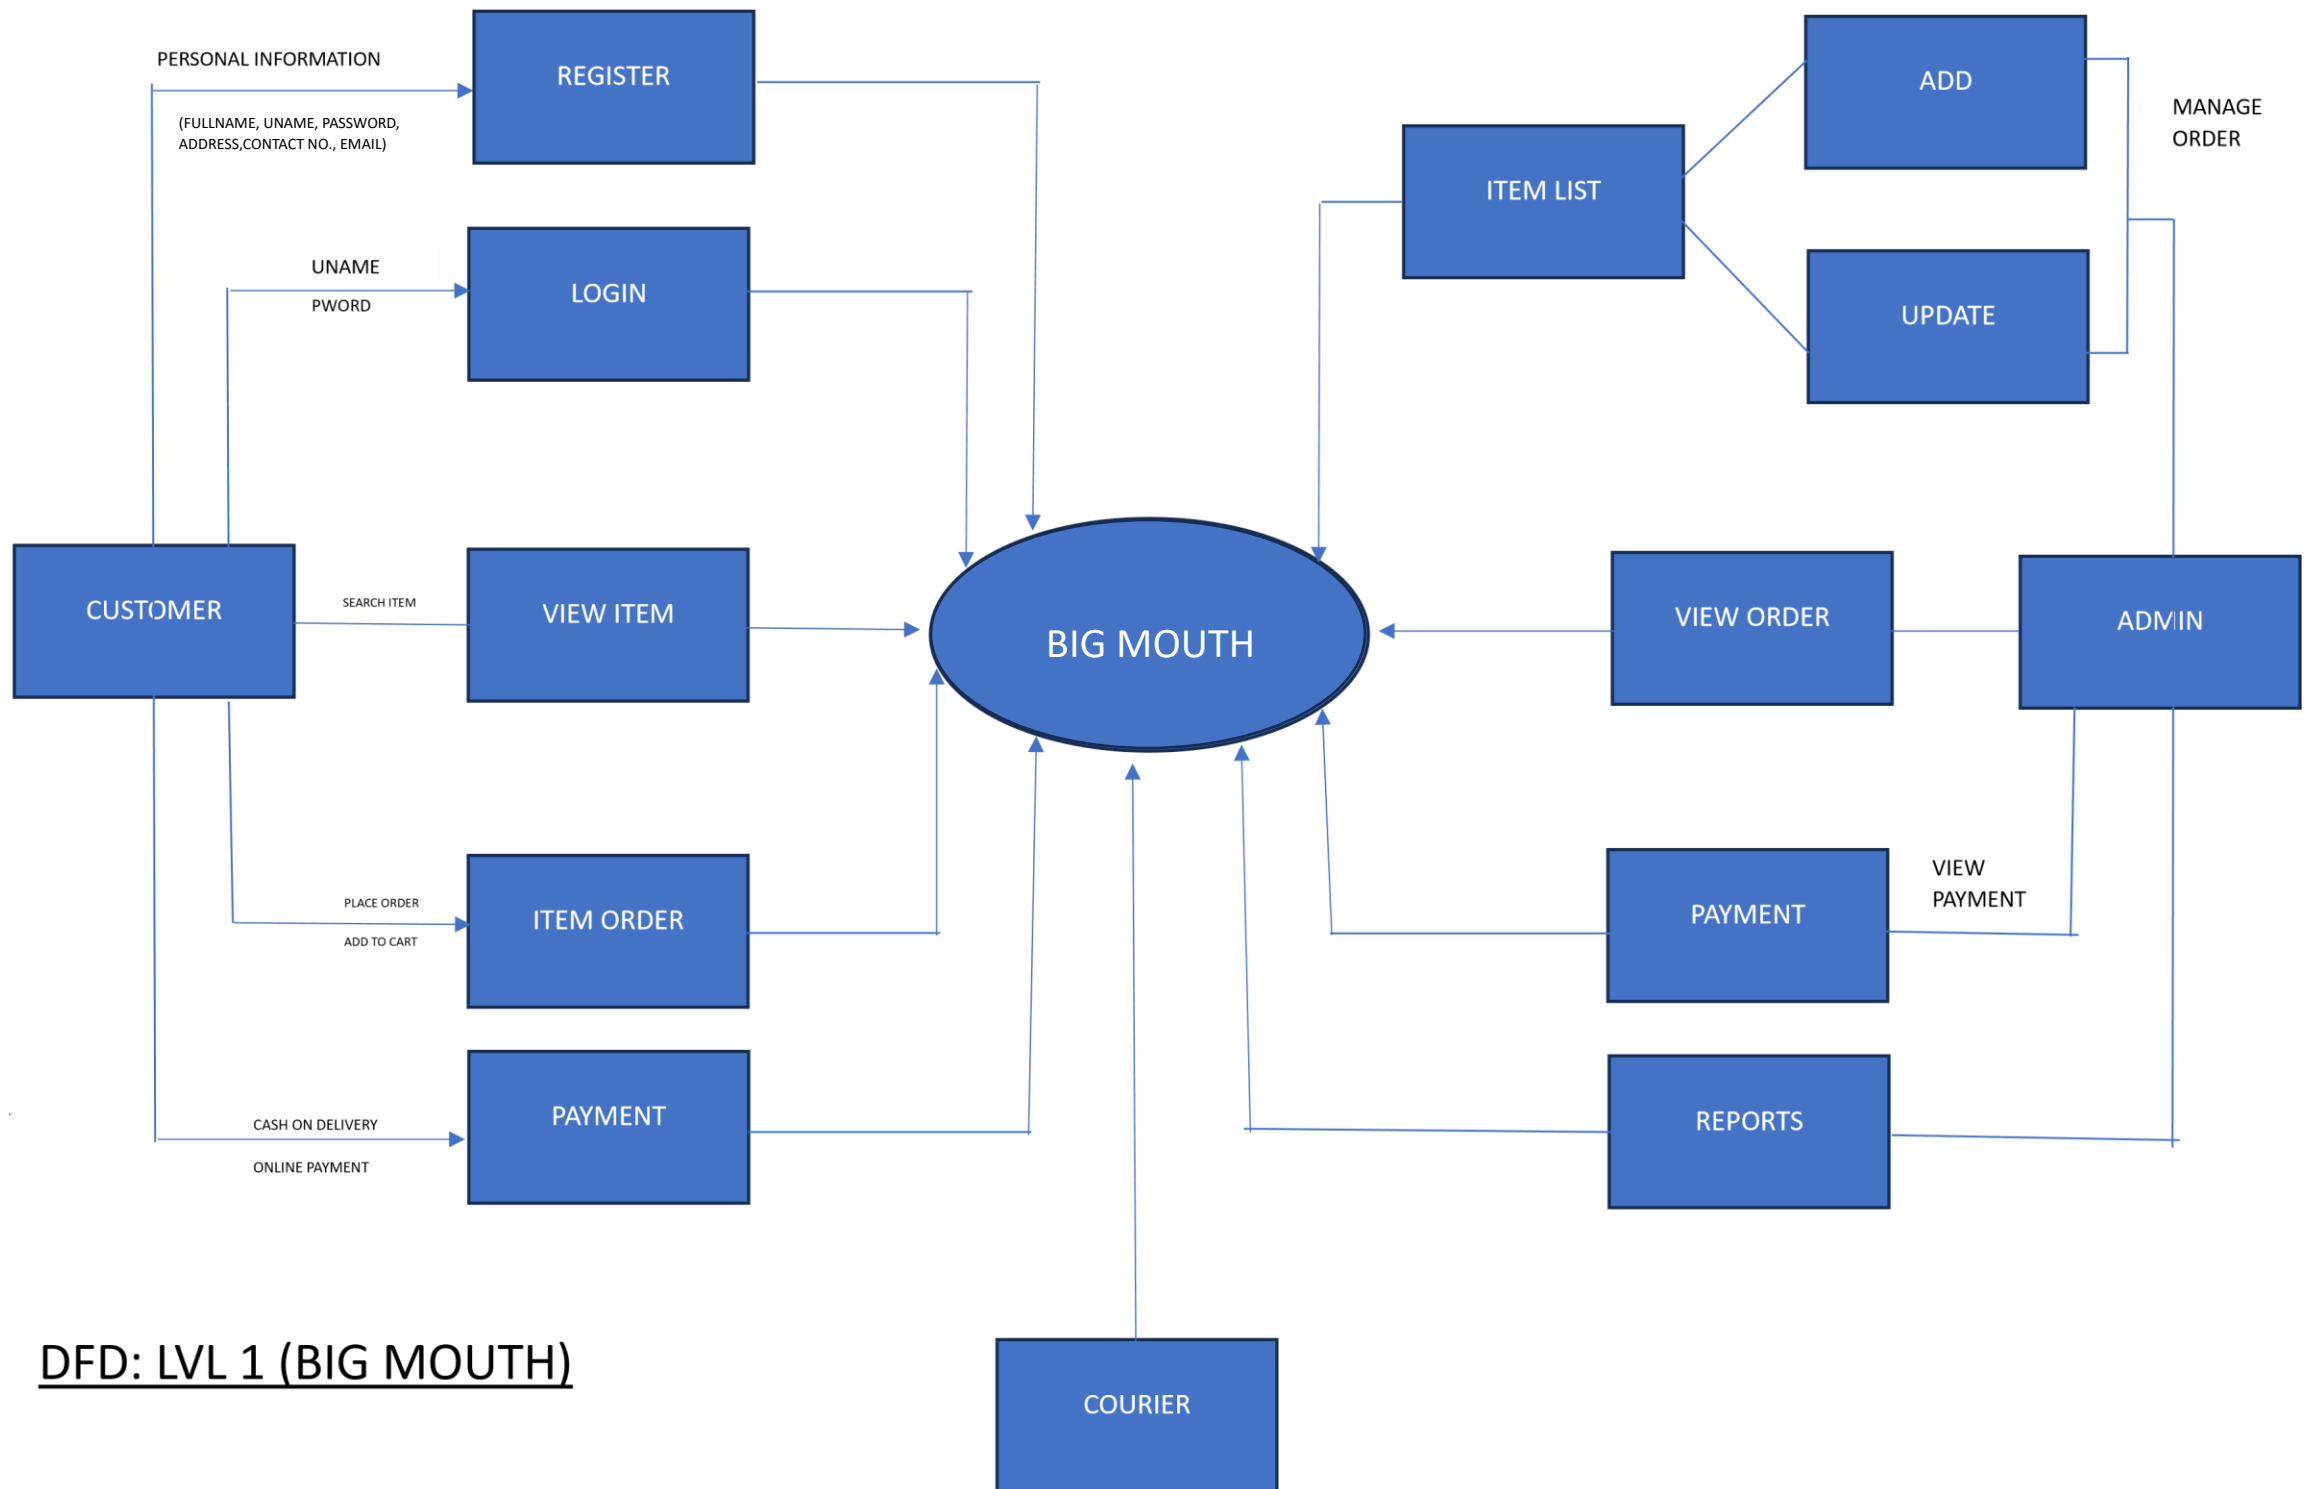 PERSONAL INFORMATION
(FULLNAME, UNAME, PASSWORD,
ADDRESS,CONTACT NO., EMAIL)
REGISTER
UNAME
PWORD
LOGIN
CUSTOMER
SEARCH ITEM
VIEW ITEM
PLACE ORDER
ADD TO CART
ITEM ORDER
CASH ON DELIVERY
ONLINE PAYMENT
PAYMENT
BIG MOUTH
COURIER
ITEM LIST
ADD
UPDATE
MANAGE
ORDER
VIEW ORDER
ADMIN
PAYMENT
VIEW
PAYMENT
REPORTS
DFD: LVL 1 (BIG MOUTH)